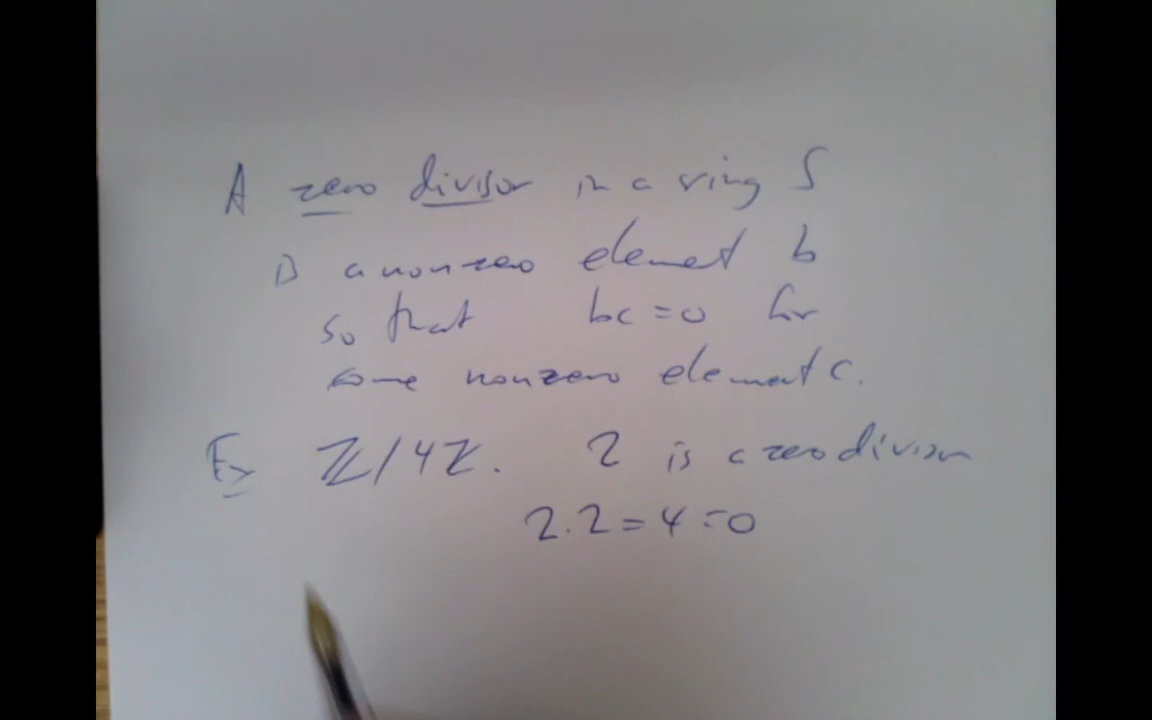 A zero divisor in a ring S
is a nonzero element b
so that bc = 0 for
some nonzero element c.
Ex ℤ/4ℤ. 2 is a zero divisor
2.2 = 4 = 0